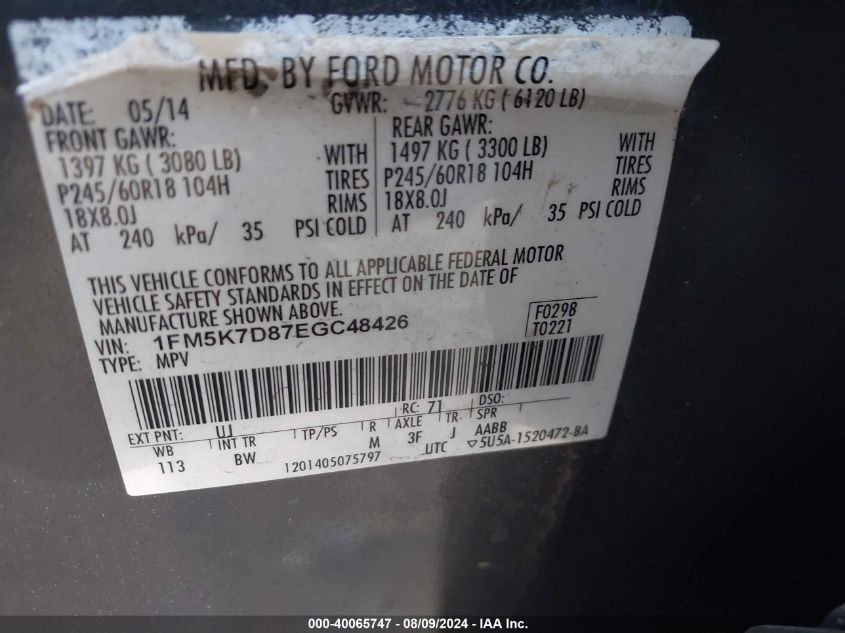 MFD. BY FORD MOTOR CO.
DATE: 05/14 GVWR: 2776 KG ( 6120 LB)
FRONT GAWR: REAR GAWR:
1397 KG ( 3080 LB) WITH 1497 KG ( 3300 LB) WITH
P245/60R18 104H TIRES P245/60R18 104H TIRES
18X8.0J RIMS 18X8.0J RIMS
AT 240 kPa/ 35 PSI COLD AT 240 kPa/ 35 PSI COLD
THIS VEHICLE CONFORMS TO ALL APPLICABLE FEDERAL MOTOR
VEHICLE SAFETY STANDARDS IN EFFECT ON THE DATE OF
MANUFACTURE SHOWN ABOVE.
VIN: 1FM5K7D87EGC48426 F0298
TYPE: MPV T0221
EXT PNT: UJ RC: 71 DSO:
WB INT TR TP/PS R AXLE TR SPR
113 BW M 3F J AABB
1201405075797 UTC ▽5U5A-1520472-BA
000-40065747 - 08/09/2024 - IAA Inc.